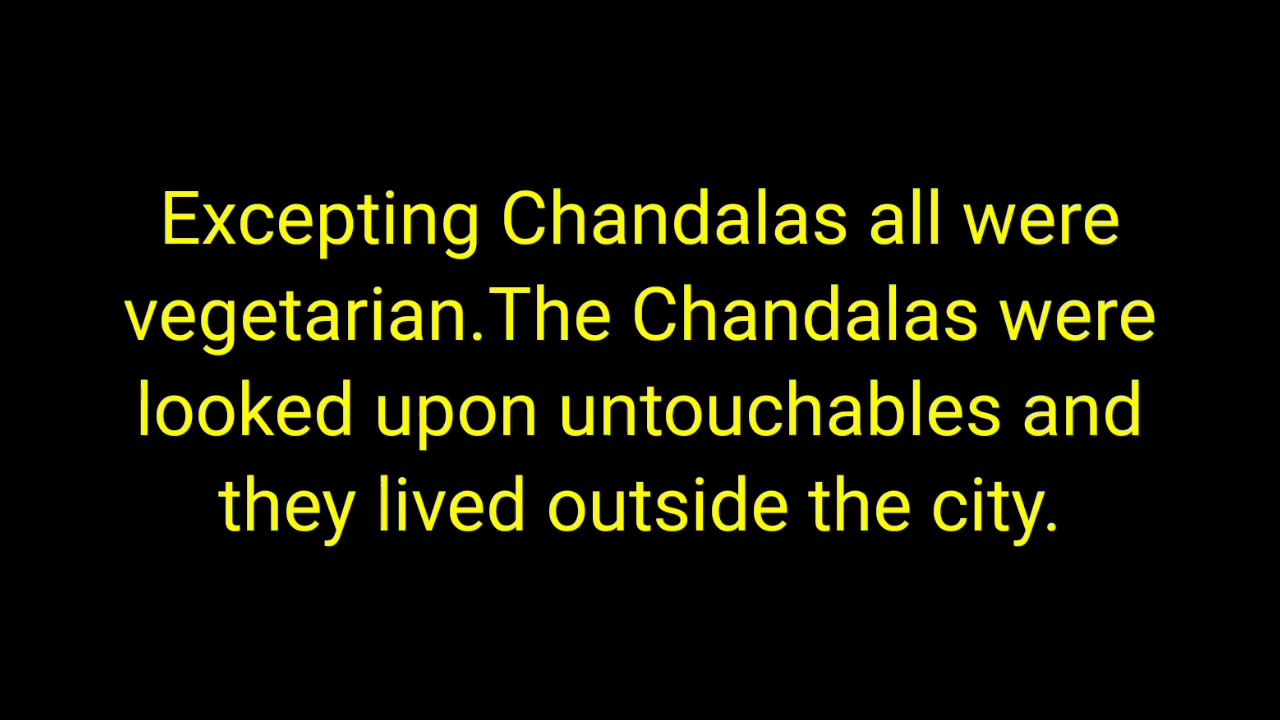 Excepting Chandalas all were
vegetarian.The Chandalas were
looked upon untouchables and
they lived outside the city.